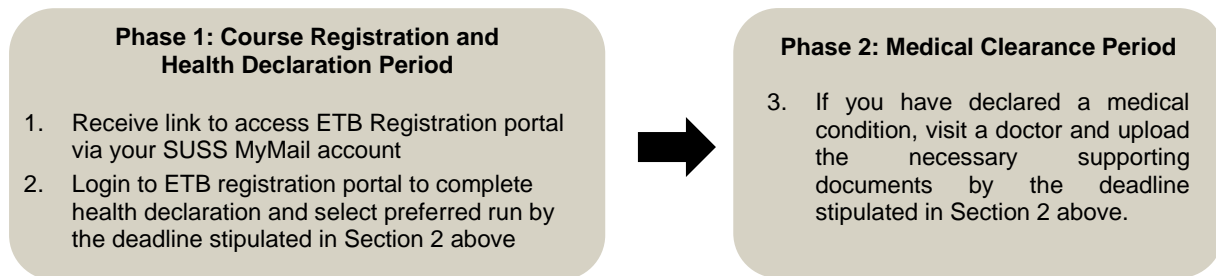 Phase 1: Course Registration and
Health Declaration Period
1. Receive link to access ETB Registration portal
via your SUSS MyMail account
2. Login to ETB registration portal to complete
health declaration and select preferred run by
the deadline stipulated in Section 2 above
Phase 2: Medical Clearance Period
3. If you have declared a medical
condition, visit a doctor and upload
the necessary supporting
documents by the deadline
stipulated in Section 2 above.